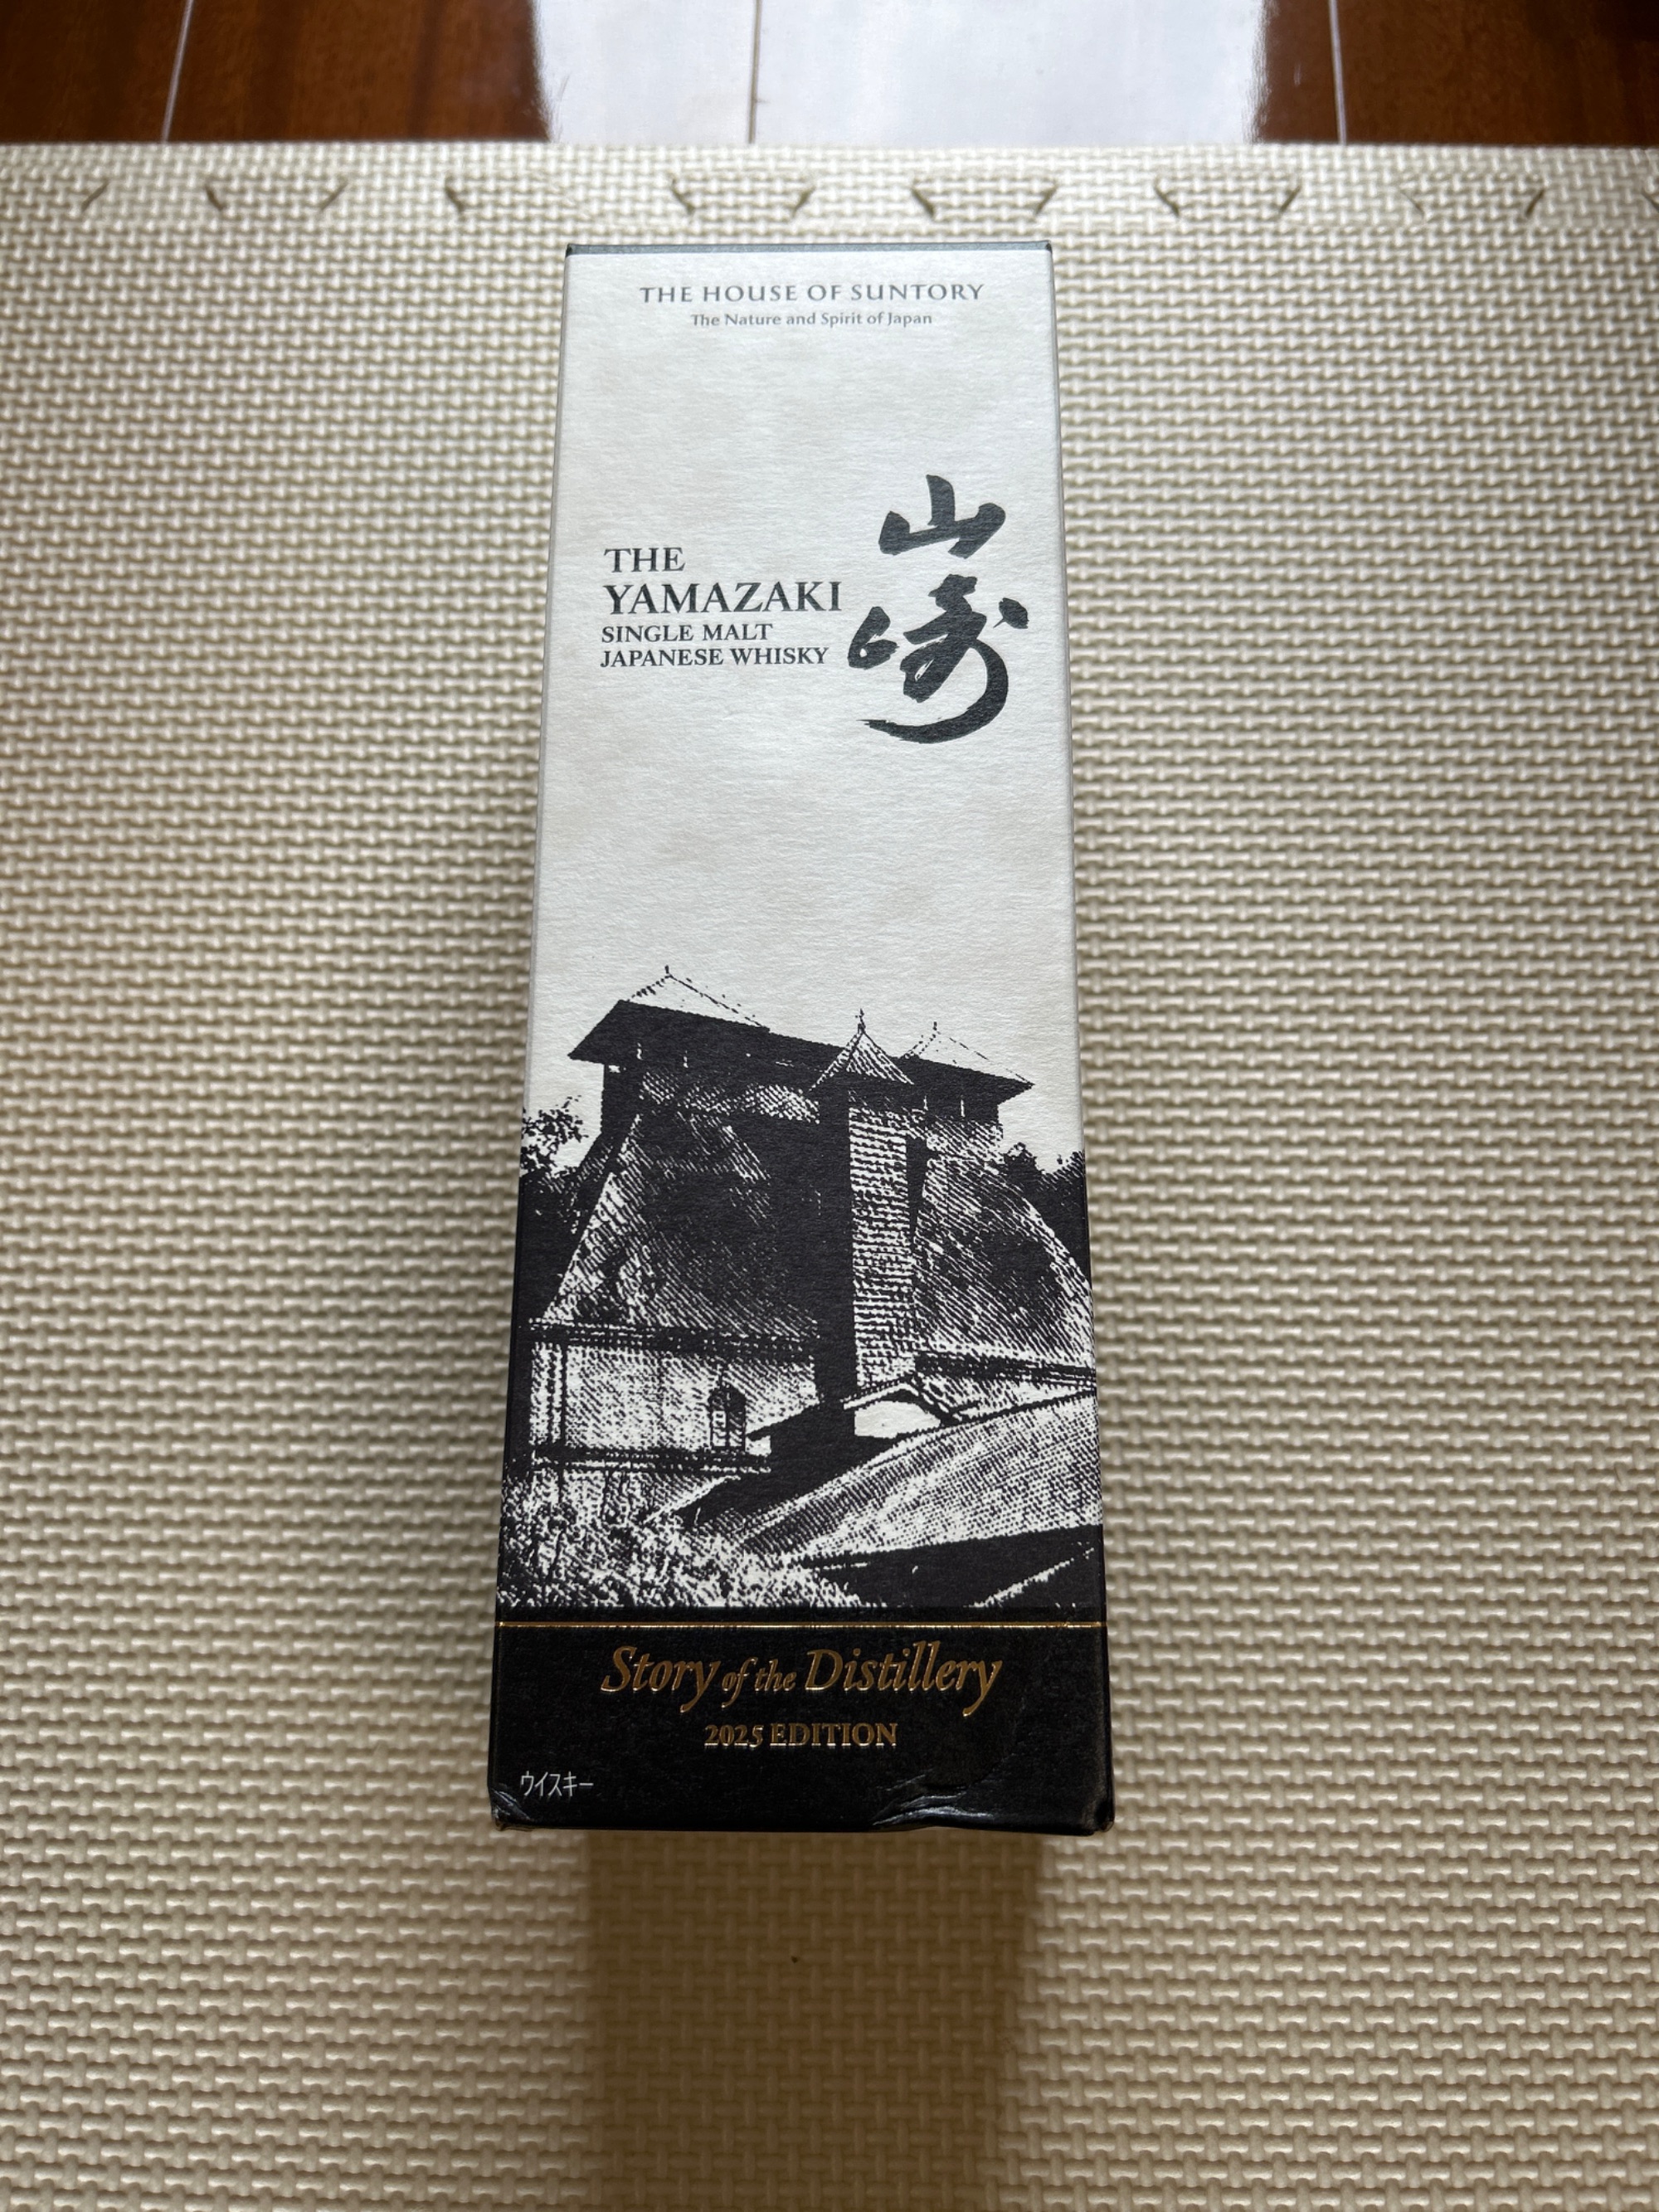 THE HOUSE OF SUNTORY
The Nature and Spirit of Japan
山崎
THE
YAMAZAKI
SINGLE MALT
JAPANESE WHISKY
Story of the Distillery
2025 EDITION
ウイスキー